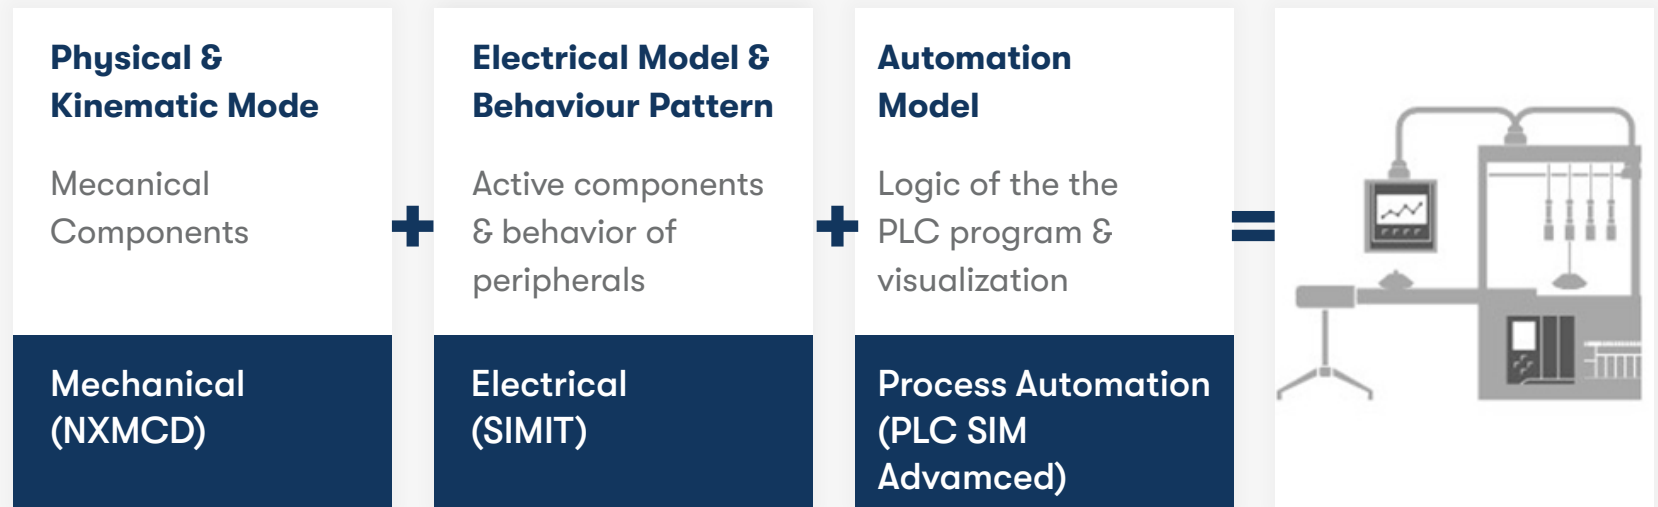 Physical &
Kinematic Mode
Mecanical
Components
Mechanical
(NXMCD)
+
Electrical Model &
Behaviour Pattern
Active components
& behavior of
peripherals
Electrical
(SIMIT)
+
Automation
Model
Logic of the the
PLC program &
visualization
Process Automation
(PLC SIM
Advamced)
=